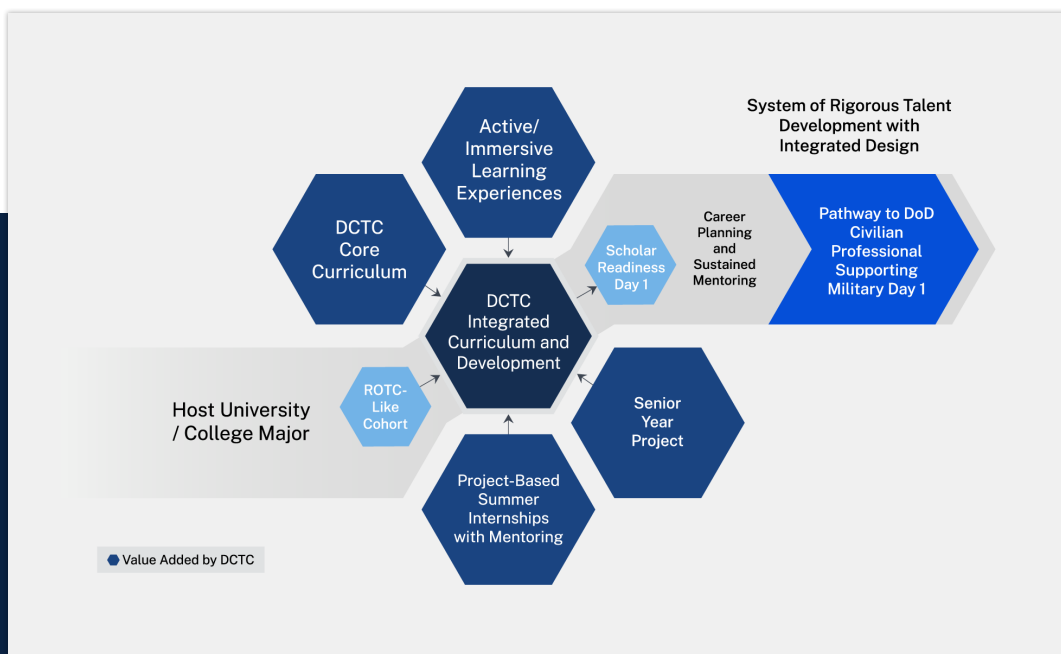 System of Rigorous Talent
Development with
Integrated Design
Active/
Immersive
Learning
Experiences
DCTC
Core
Curriculum
Scholar
Readiness
Day 1
Career
Planning
and
Sustained
Mentoring
Pathway to DoD
Civilian
Professional
Supporting
Military Day 1
DCTC
Integrated
Curriculum and
Development
Host University
/ College Major
ROTC-
Like
Cohort
Senior
Year
Project
Project-Based
Summer
Internships
with Mentoring
Value Added by DCTC